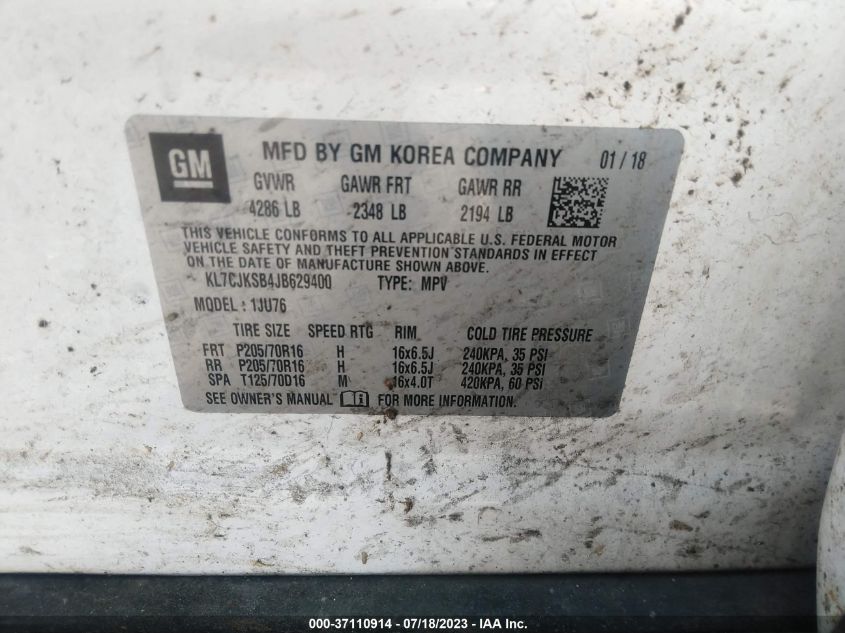 GM
MFD BY GM KOREA COMPANY 01 / 18
GVWR GAWR FRT GAWR RR
4286 LB 2348 LB 2194 LB
THIS VEHICLE CONFORMS TO ALL APPLICABLE U.S. FEDERAL MOTOR
VEHICLE SAFETY AND THEFT PREVENTION STANDARDS IN EFFECT
ON THE DATE OF MANUFACTURE SHOWN ABOVE.
KL7CJKSB4JB629400 TYPE: MPV
MODEL : 1JU76
TIRE SIZE SPEED RTG RIM COLD TIRE PRESSURE
FRT P205/70R16 H 16x6.5J 240KPA, 35 PSI
RR P205/70R16 H 16x6.5J 240KPA, 35 PSI
SPA T125/70D16 M 16x4.0T 420KPA, 60 PSI
SEE OWNER'S MANUAL FOR MORE INFORMATION.
000-37110914 - 07/18/2023 - IAA Inc.